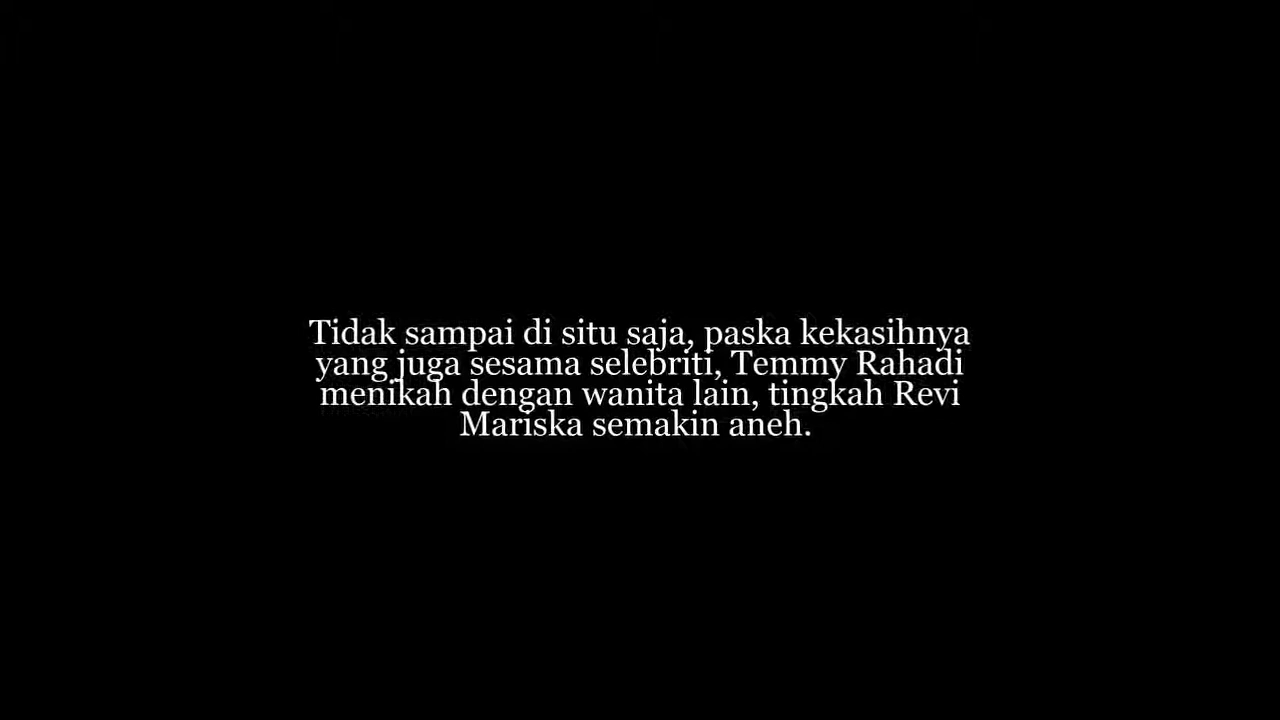 Tidak sampai di situ saja, paska kekasihnya
yang juga sesama selebriti, Temmy Rahadi
menikah dengan wanita lain, tingkah Revi
Mariska semakin aneh.